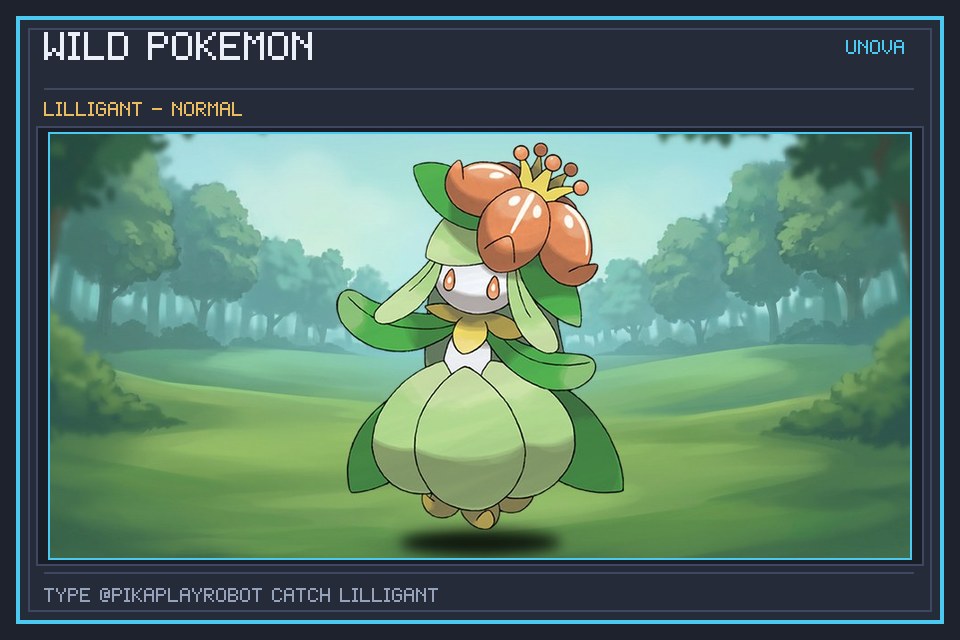 WILD POKEMON
UNOVA
LILLIGANT - NORMAL
TYPE @PIKAPLAYROBOT CATCH LILLIGANT